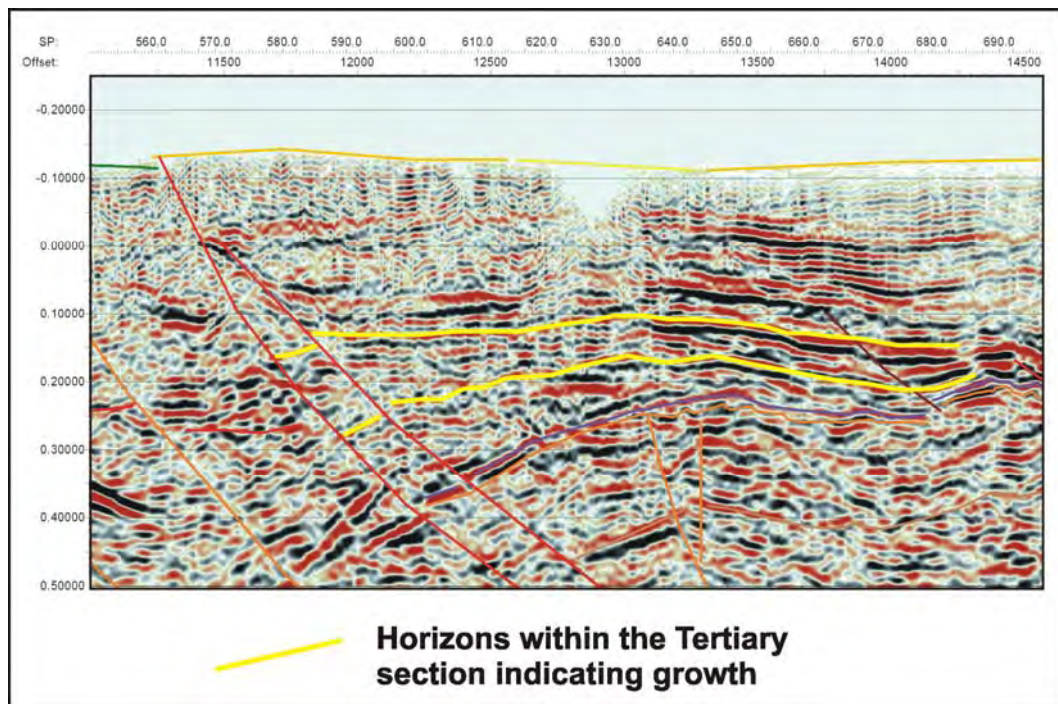 SP: 560.0 570.0 580.0 590.0 600.0 610.0 620.0 630.0 640.0 650.0 660.0 670.0 680.0 690.0
Offset: 11500 12000 12500 13000 13500 14000 14500
-0.20000
-0.10000
0.00000
0.10000
0.20000
0.30000
0.40000
0.50000
Horizons within the Tertiary
section indicating growth